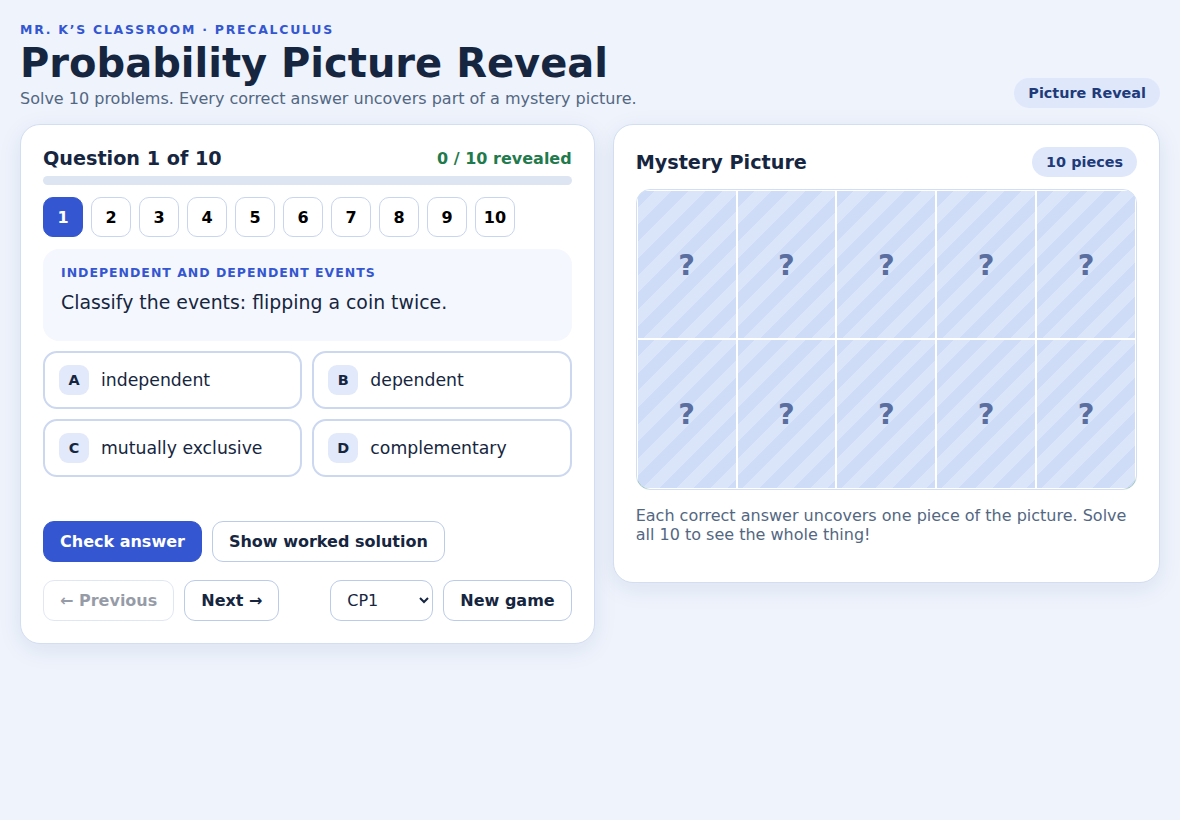 MR. K’S CLASSROOM · PRECALCULUS
Probability Picture Reveal
Solve 10 problems. Every correct answer uncovers part of a mystery picture.
Picture Reveal
Question 1 of 10
0 / 10 revealed
1 2 3 4 5 6 7 8 9 10
INDEPENDENT AND DEPENDENT EVENTS
Classify the events: flipping a coin twice.
A independent
B dependent
C mutually exclusive
D complementary
Check answer
Show worked solution
← Previous
Next →
CP1
New game
Mystery Picture
10 pieces
? ? ? ? ?
? ? ? ? ?
Each correct answer uncovers one piece of the picture. Solve
all 10 to see the whole thing!